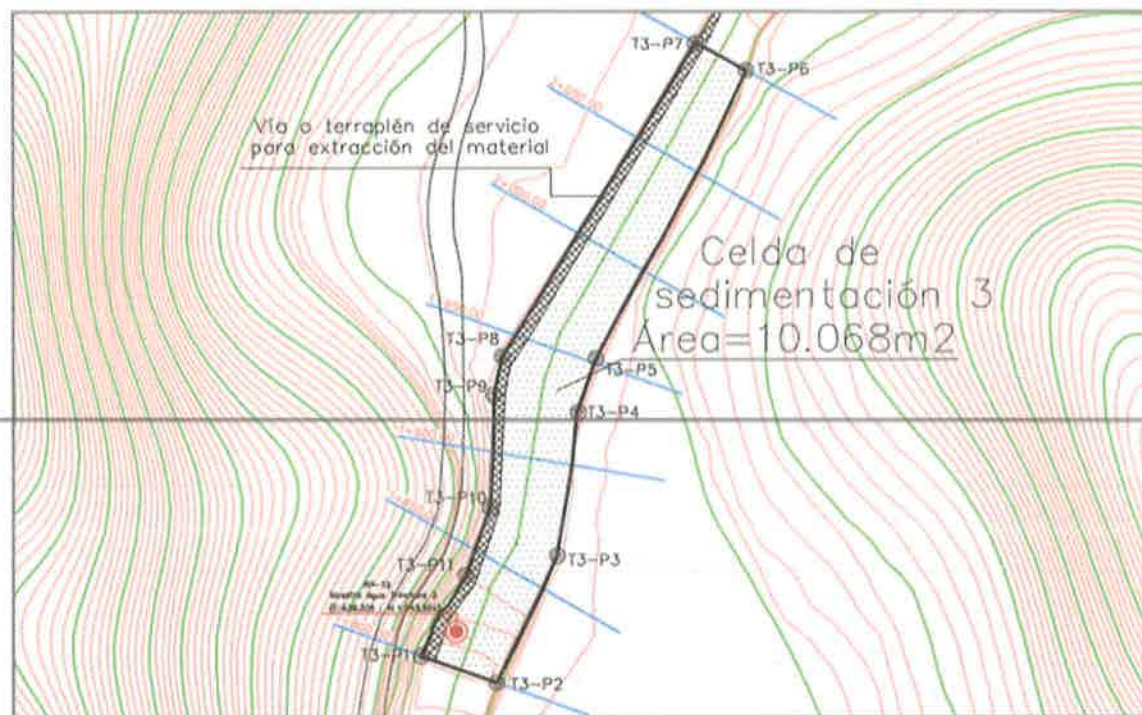 T3-P7
T3-P6
Vía o terraplén de servicio
para extracción del material
Celda de
sedimentación 3
Área=10.068m2
T3-P8
T3-P5
T3-P9
T3-P4
T3-P10
T3-P3
T3-P11
T3-P1
T3-P2